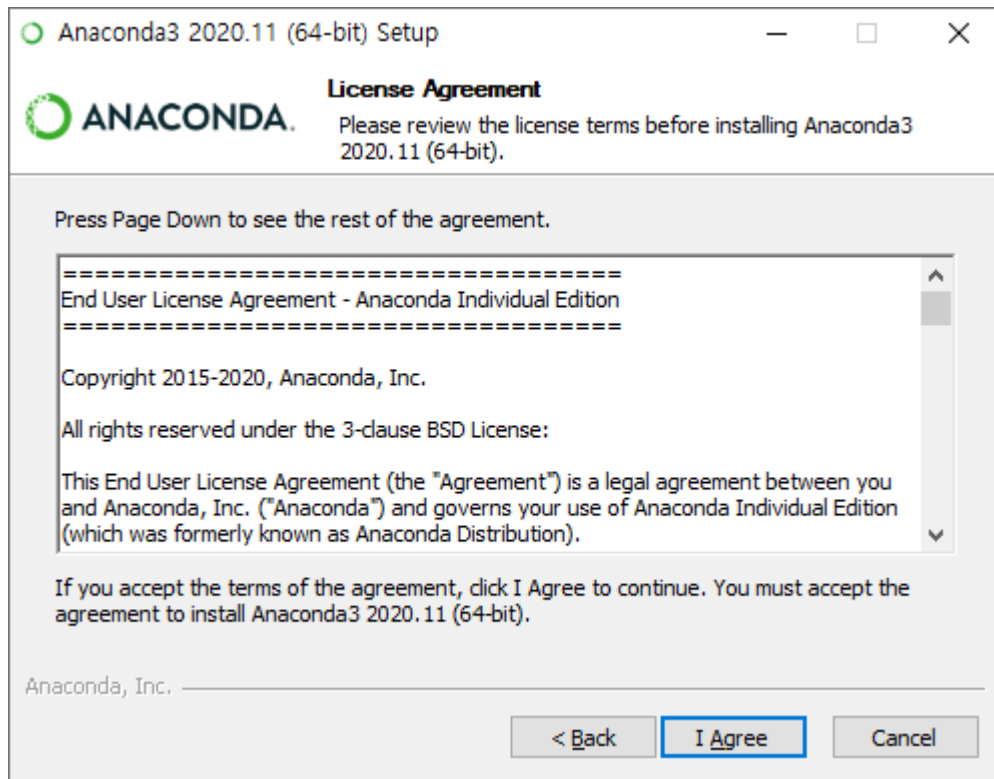 Anaconda3 2020.11 (64-bit) Setup
ANACONDA.
License Agreement
Please review the license terms before installing Anaconda3
2020.11 (64-bit).
Press Page Down to see the rest of the agreement.
===================================
End User License Agreement - Anaconda Individual Edition
===================================
Copyright 2015-2020, Anaconda, Inc.
All rights reserved under the 3-clause BSD License:
This End User License Agreement (the "Agreement") is a legal agreement between you
and Anaconda, Inc. ("Anaconda") and governs your use of Anaconda Individual Edition
(which was formerly known as Anaconda Distribution).
If you accept the terms of the agreement, click I Agree to continue. You must accept the
agreement to install Anaconda3 2020.11 (64-bit).
Anaconda, Inc.
< Back
I Agree
Cancel